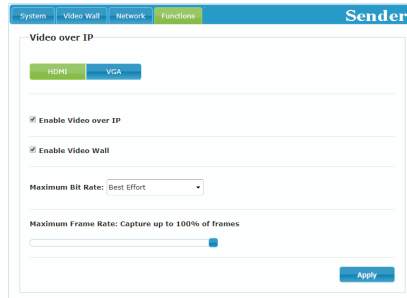 System Video Wall Network Functions Sender
Video over IP
HDMI VGA
Enable Video over IP
Enable Video Wall
Maximum Bit Rate: Best Effort
Maximum Frame Rate: Capture up to 100% of frames
Apply